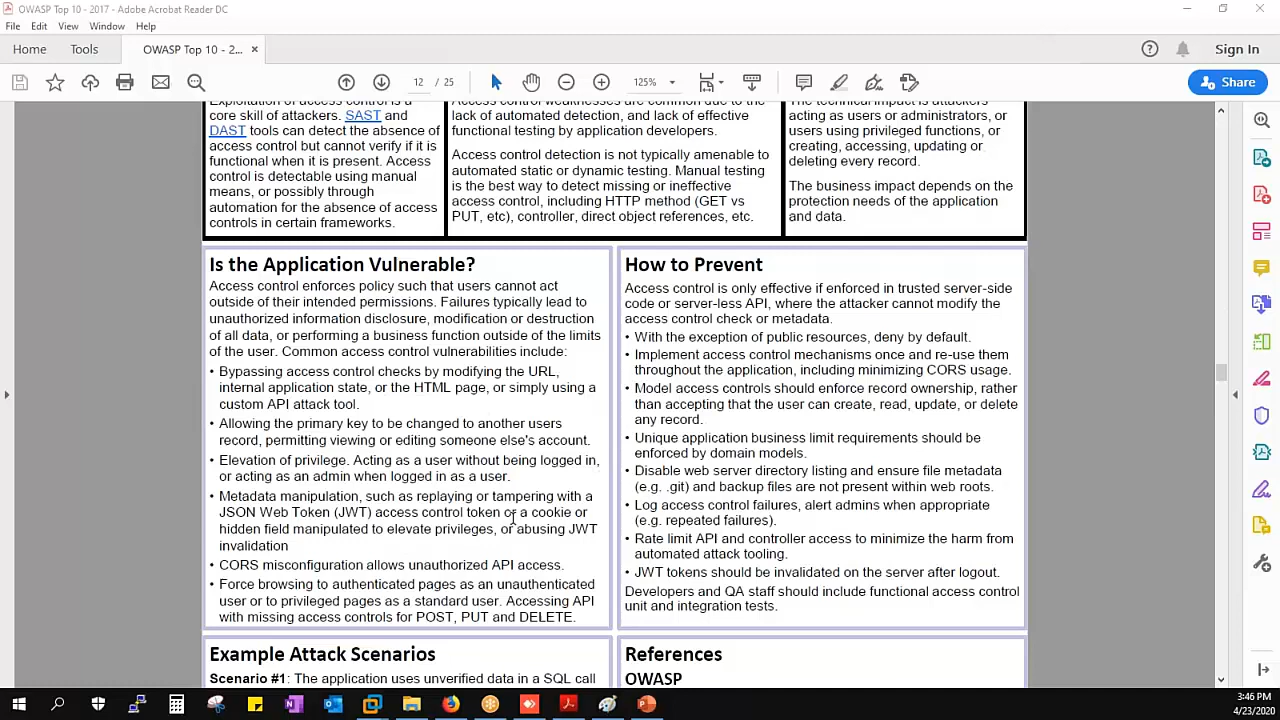 OWASP Top 10 - 2017 - Adobe Acrobat Reader DC
File Edit View Window Help
Home Tools OWASP Top 10 - 2... × Sign In
12 / 25 125% Share
Exploitation of access control is a
core skill of attackers. SAST and
DAST tools can detect the absence of
access control but cannot verify if it is
functional when it is present. Access
control is detectable using manual
means, or possibly through
automation for the absence of access
controls in certain frameworks.
Access control weaknesses are common due to the
lack of automated detection, and lack of effective
functional testing by application developers.
Access control detection is not typically amenable to
automated static or dynamic testing. Manual testing
is the best way to detect missing or ineffective
access control, including HTTP method (GET vs
PUT, etc), controller, direct object references, etc.
The technical impact is attackers
acting as users or administrators, or
users using privileged functions, or
creating, accessing, updating or
deleting every record.
The business impact depends on the
protection needs of the application
and data.
Is the Application Vulnerable?
Access control enforces policy such that users cannot act
outside of their intended permissions. Failures typically lead to
unauthorized information disclosure, modification or destruction
of all data, or performing a business function outside of the limits
of the user. Common access control vulnerabilities include:
• Bypassing access control checks by modifying the URL,
internal application state, or the HTML page, or simply using a
custom API attack tool.
• Allowing the primary key to be changed to another users
record, permitting viewing or editing someone else's account.
• Elevation of privilege. Acting as a user without being logged in,
or acting as an admin when logged in as a user.
• Metadata manipulation, such as replaying or tampering with a
JSON Web Token (JWT) access control token or a cookie or
hidden field manipulated to elevate privileges, or abusing JWT
invalidation
• CORS misconfiguration allows unauthorized API access.
• Force browsing to authenticated pages as an unauthenticated
user or to privileged pages as a standard user. Accessing API
with missing access controls for POST, PUT and DELETE.
How to Prevent
Access control is only effective if enforced in trusted server-side
code or server-less API, where the attacker cannot modify the
access control check or metadata.
• With the exception of public resources, deny by default.
• Implement access control mechanisms once and re-use them
throughout the application, including minimizing CORS usage.
• Model access controls should enforce record ownership, rather
than accepting that the user can create, read, update, or delete
any record.
• Unique application business limit requirements should be
enforced by domain models.
• Disable web server directory listing and ensure file metadata
(e.g. .git) and backup files are not present within web roots.
• Log access control failures, alert admins when appropriate
(e.g. repeated failures).
• Rate limit API and controller access to minimize the harm from
automated attack tooling.
• JWT tokens should be invalidated on the server after logout.
Developers and QA staff should include functional access control
unit and integration tests.
Example Attack Scenarios
Scenario #1: The application uses unverified data in a SQL call
References
OWASP
3:46 PM
4/23/2020